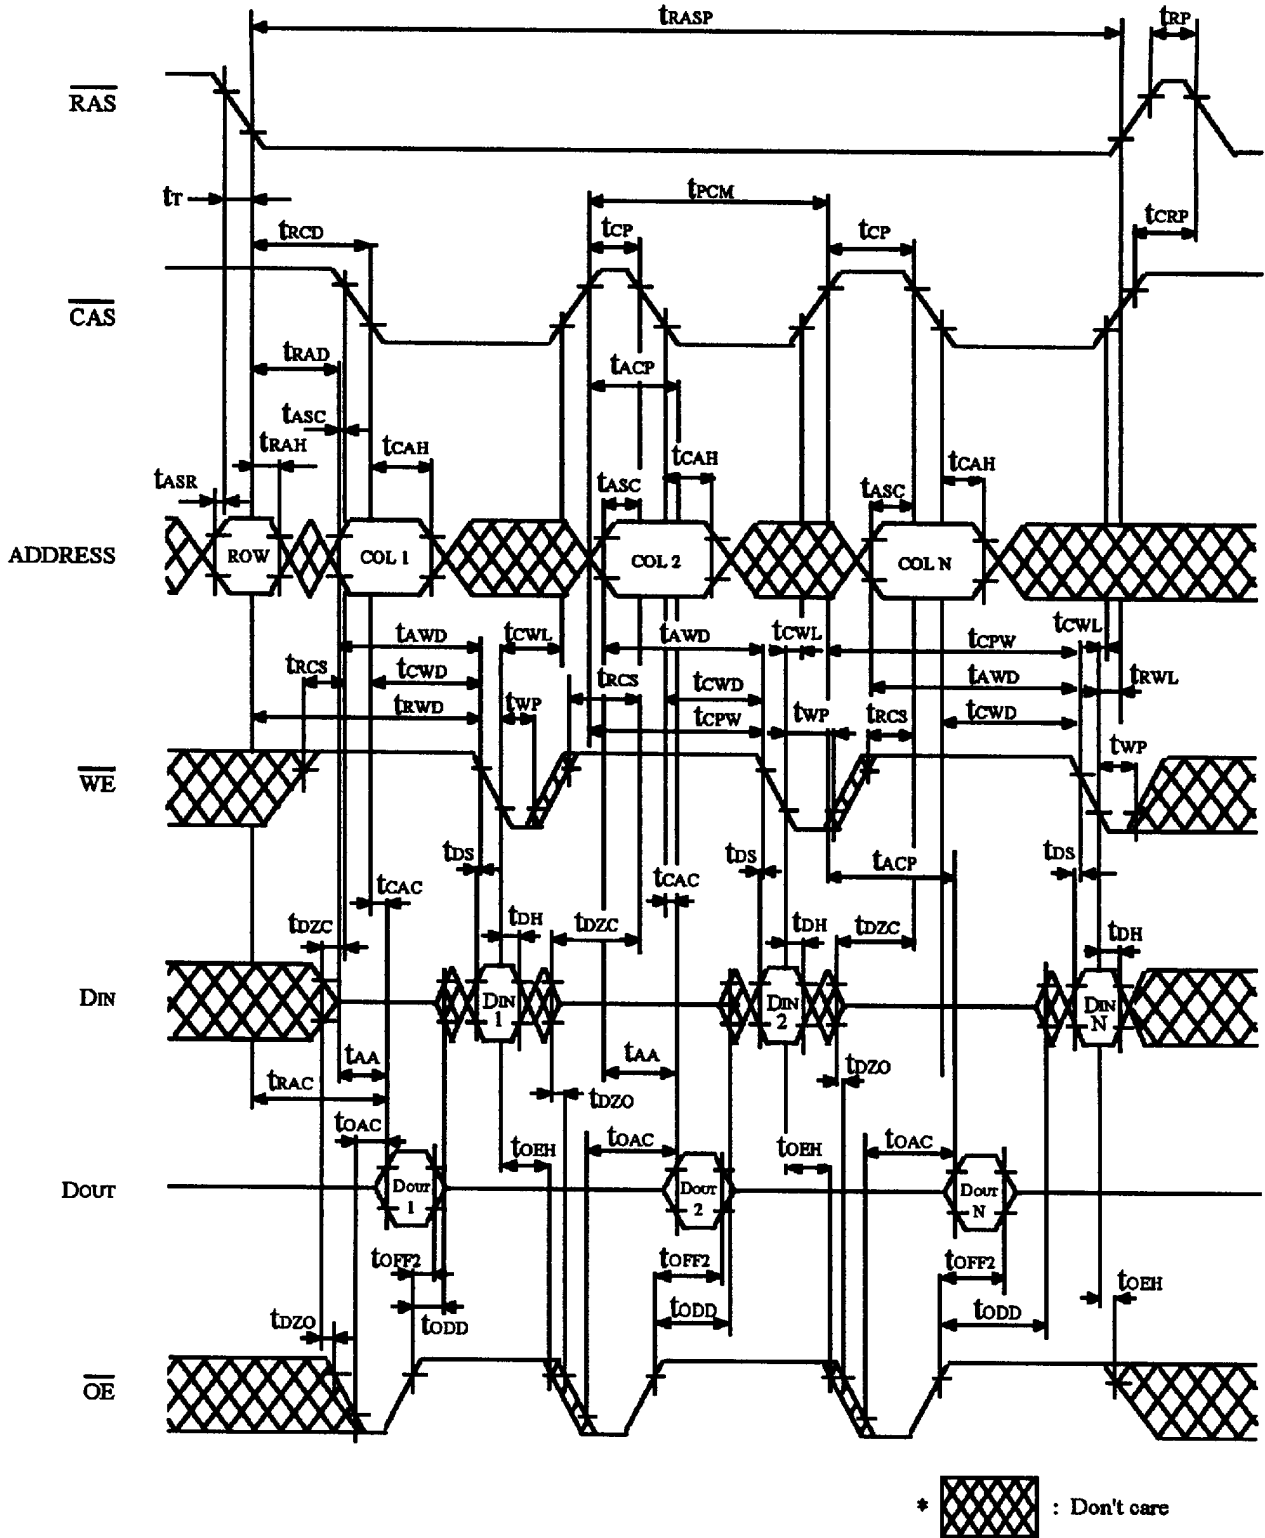 tRASP tRP
RAS
tT tPCM tCRP
tRCD tCP tCP
CAS
tRAD tACP
tASC
tRAH tCAH tCAH tCAH
tASR tASC tASC
ADDRESS ROW COL 1 COL 2 COL N
tAWD tCWL tAWD tCWL tCPW tCWL
tRCS tCWD tRCS tCWD tAWD tRWL
tRWD tWP tCPW tWP tRCS tCWD tWP
WE
tDS tDS tACP tDS
tCAC tCAC
tDZC tDH tDZC tDH tDZC tDH
DIN DIN 1 DIN 2 DIN N
tAA tAA tDZO
tRAC tDZO
tOAC tOEH tOAC tOEH tOAC
DOUT DOUT 1 DOUT 2 DOUT N
tOFF2 tOFF2 tOFF2 tOEH
tDZO tODD tODD tODD
OE
* : Don't care